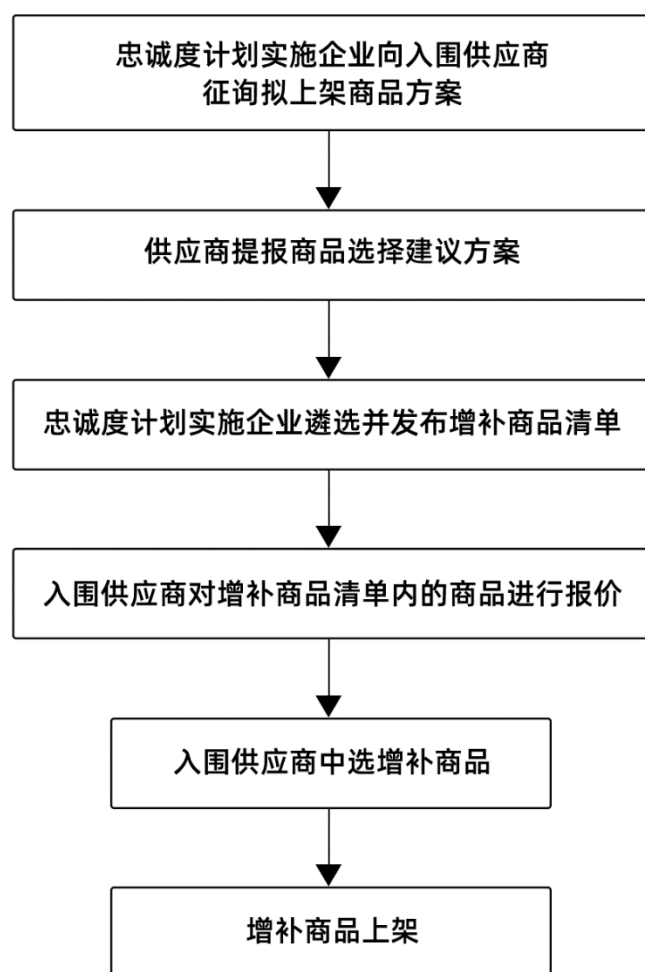 忠诚度计划实施企业向入围供应商
征询拟上架商品方案
供应商提报商品选择建议方案
忠诚度计划实施企业遴选并发布增补商品清单
入围供应商对增补商品清单内的商品进行报价
入围供应商中选增补商品
增补商品上架